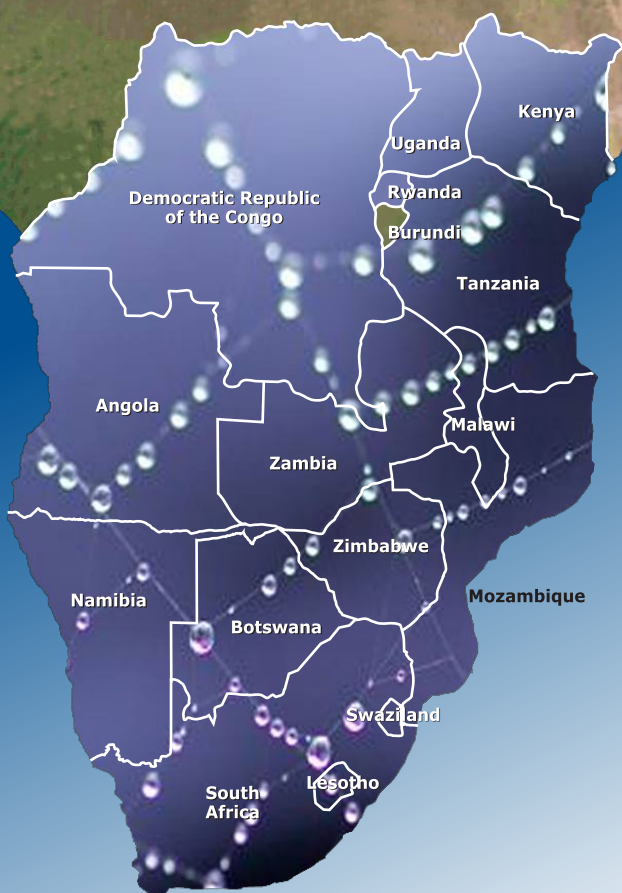 Kenya
Uganda
Rwanda
Democratic Republic
of the Congo
Burundi
Tanzania
Angola
Malawi
Zambia
Zimbabwe
Mozambique
Namibia
Botswana
Swaziland
Lesotho
South
Africa